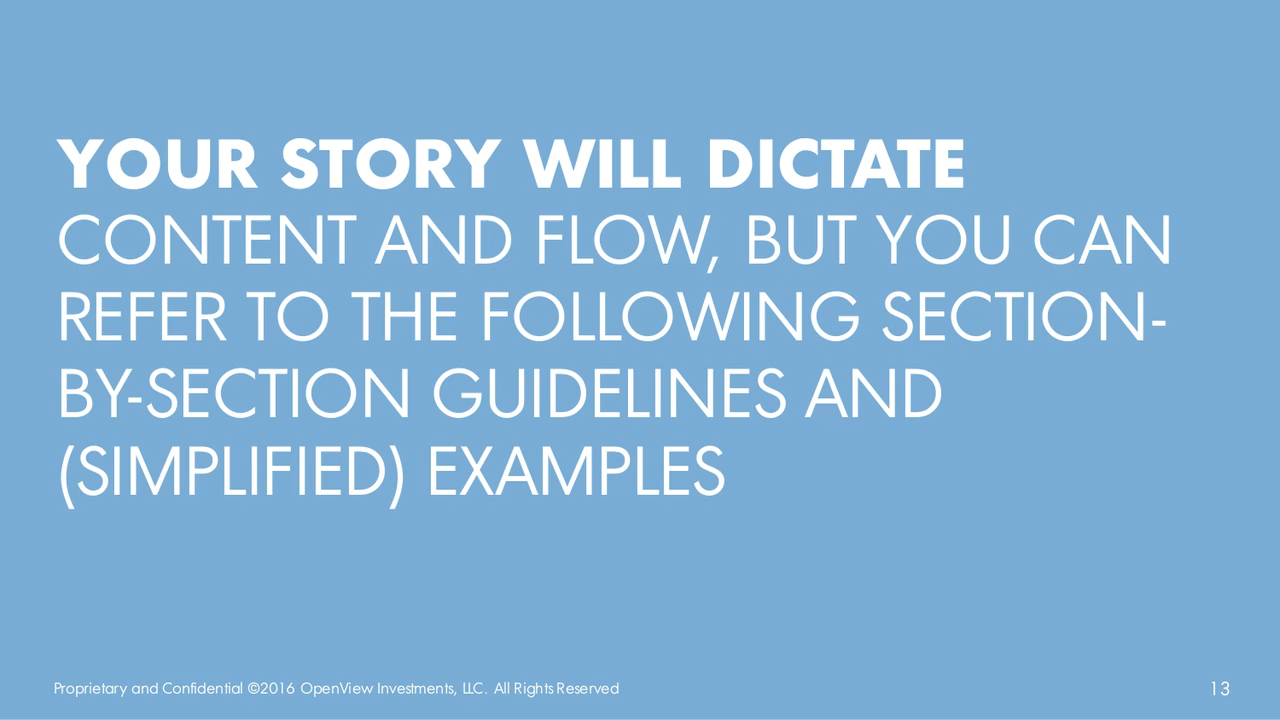 YOUR STORY WILL DICTATE
CONTENT AND FLOW, BUT YOU CAN
REFER TO THE FOLLOWING SECTION-
BY-SECTION GUIDELINES AND
(SIMPLIFIED) EXAMPLES
Proprietary and Confidential ©2016 OpenView Investments, LLC. All Rights Reserved
13